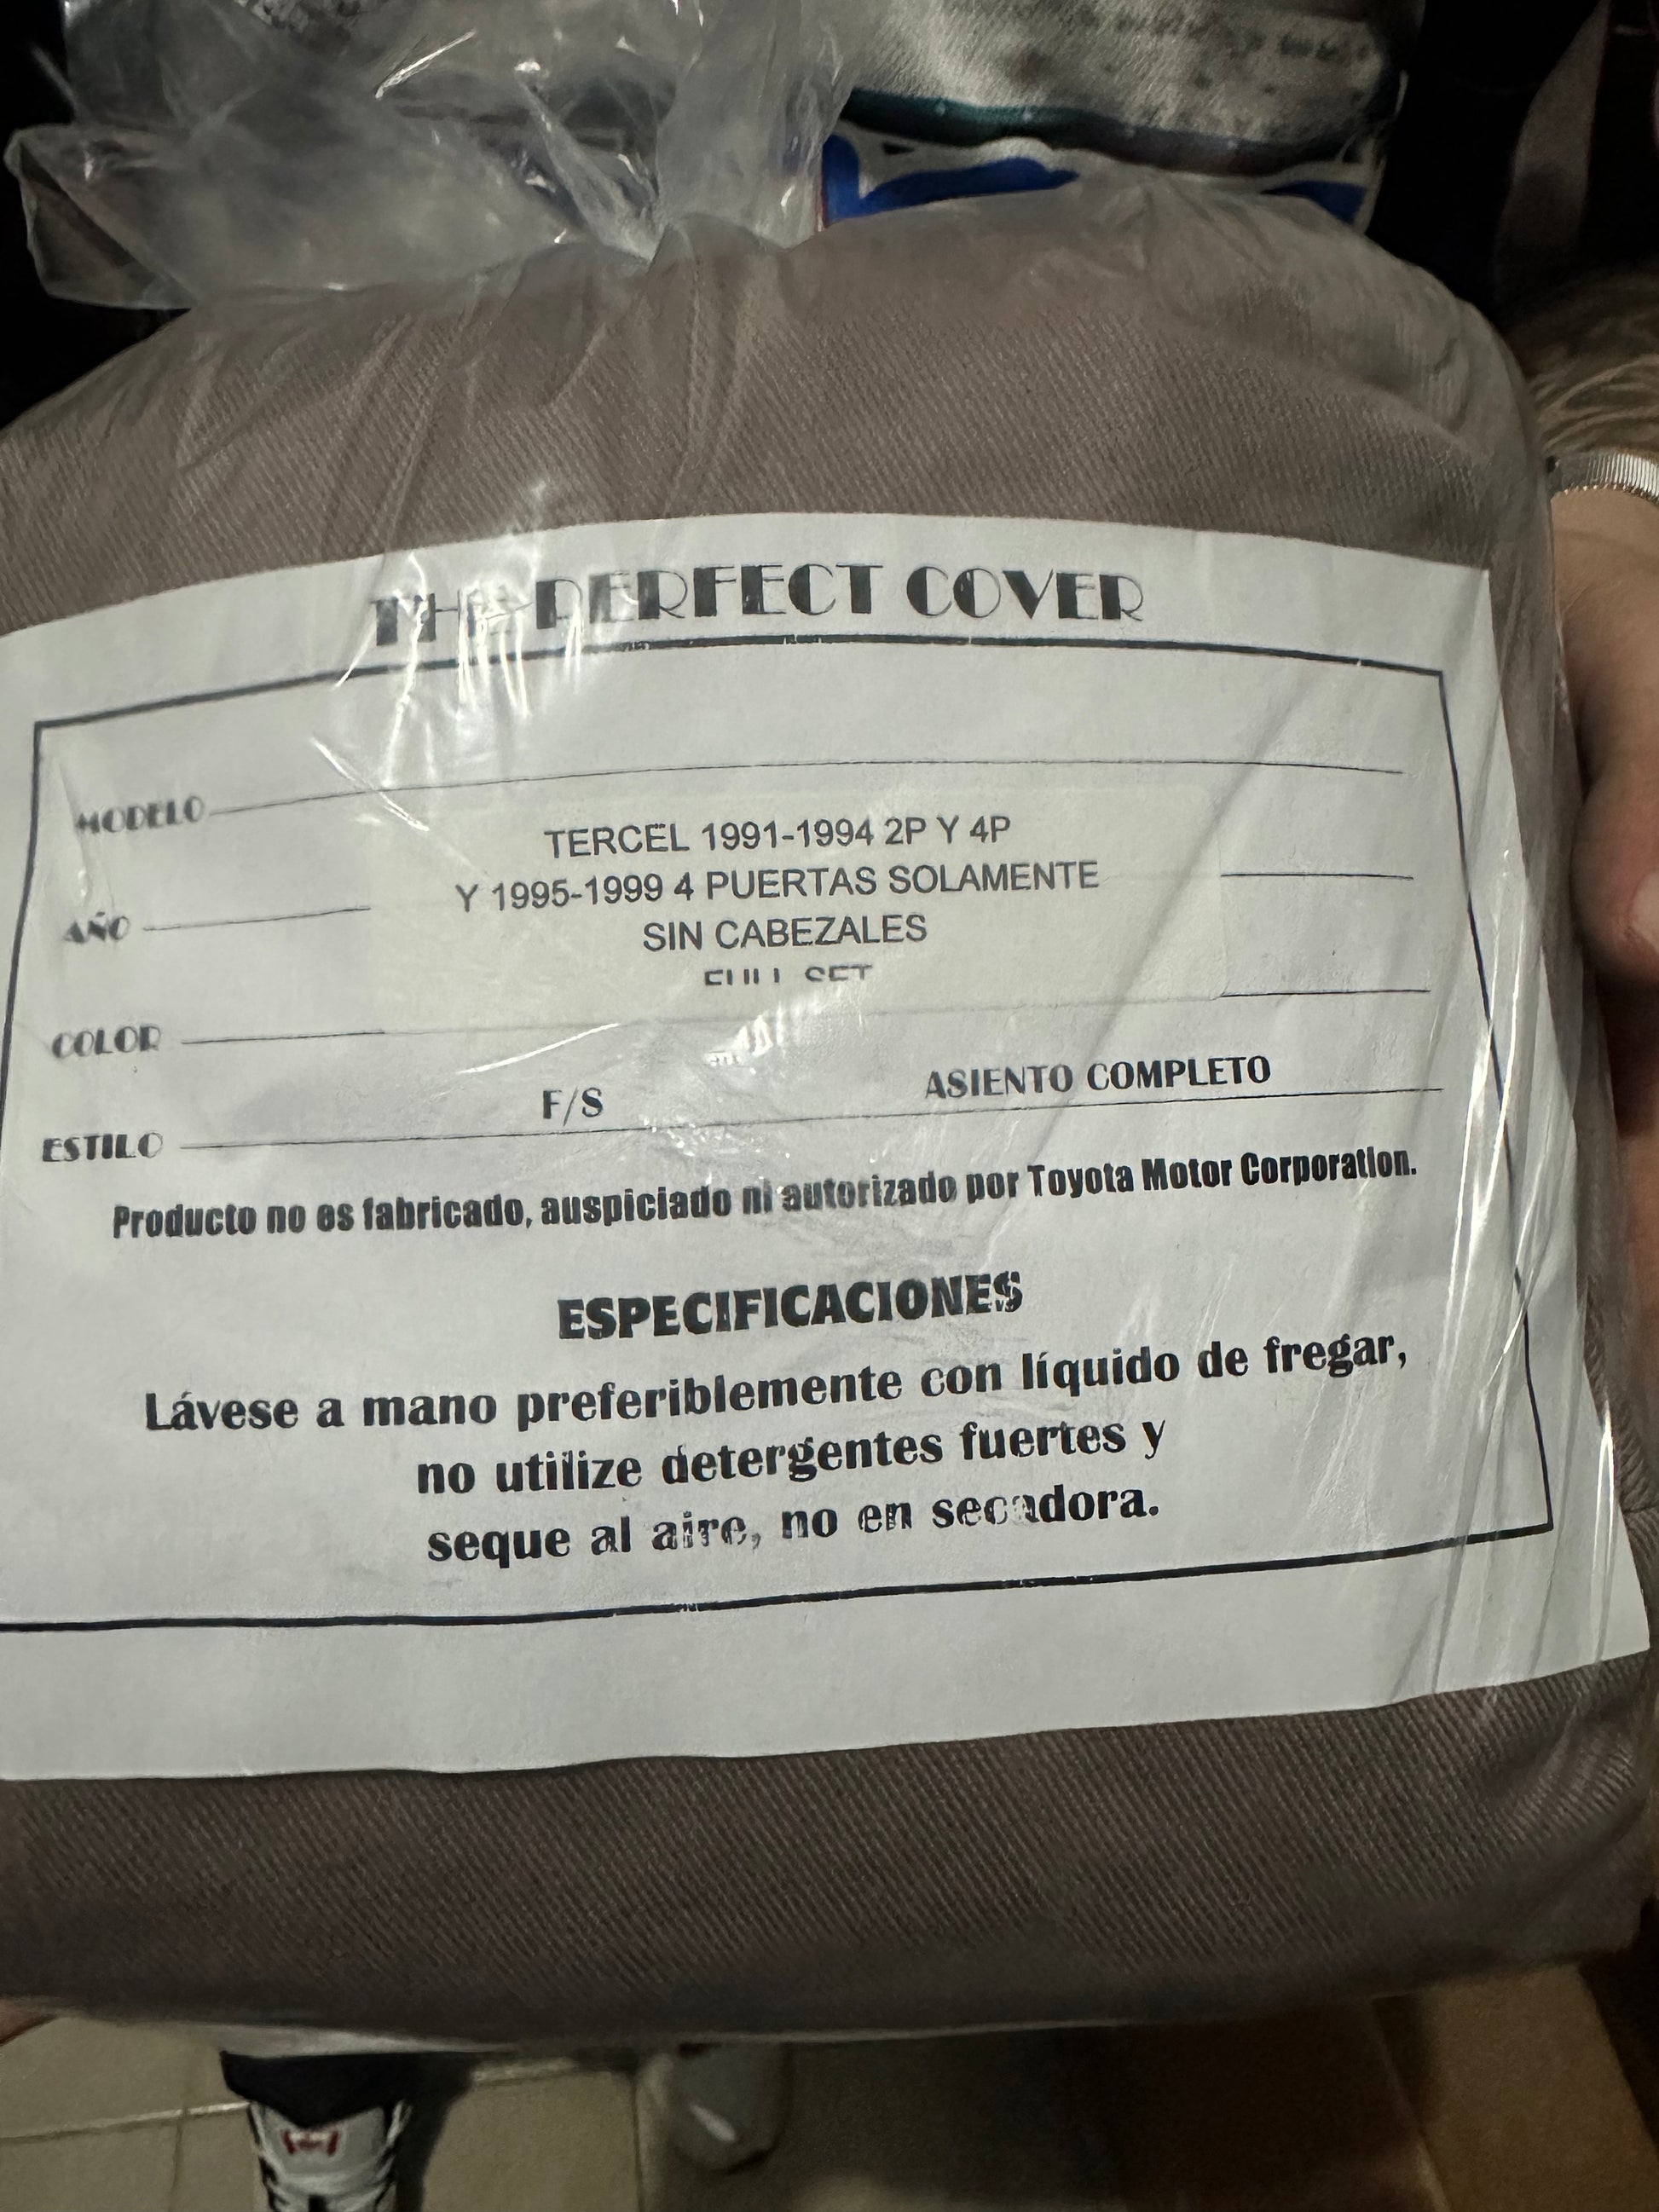 THE PERFECT COVER
MODELO
TERCEL 1991-1994 2P Y 4P
Y 1995-1999 4 PUERTAS SOLAMENTE
AÑO
SIN CABEZALES
FULL SET
COLOR
ESTILO F/S ASIENTO COMPLETO
Producto no es fabricado, auspiciado ni autorizado por Toyota Motor Corporation.
ESPECIFICACIONES
Lávese a mano preferiblemente con líquido de fregar,
no utilize detergentes fuertes y
seque al aire, no en secadora.